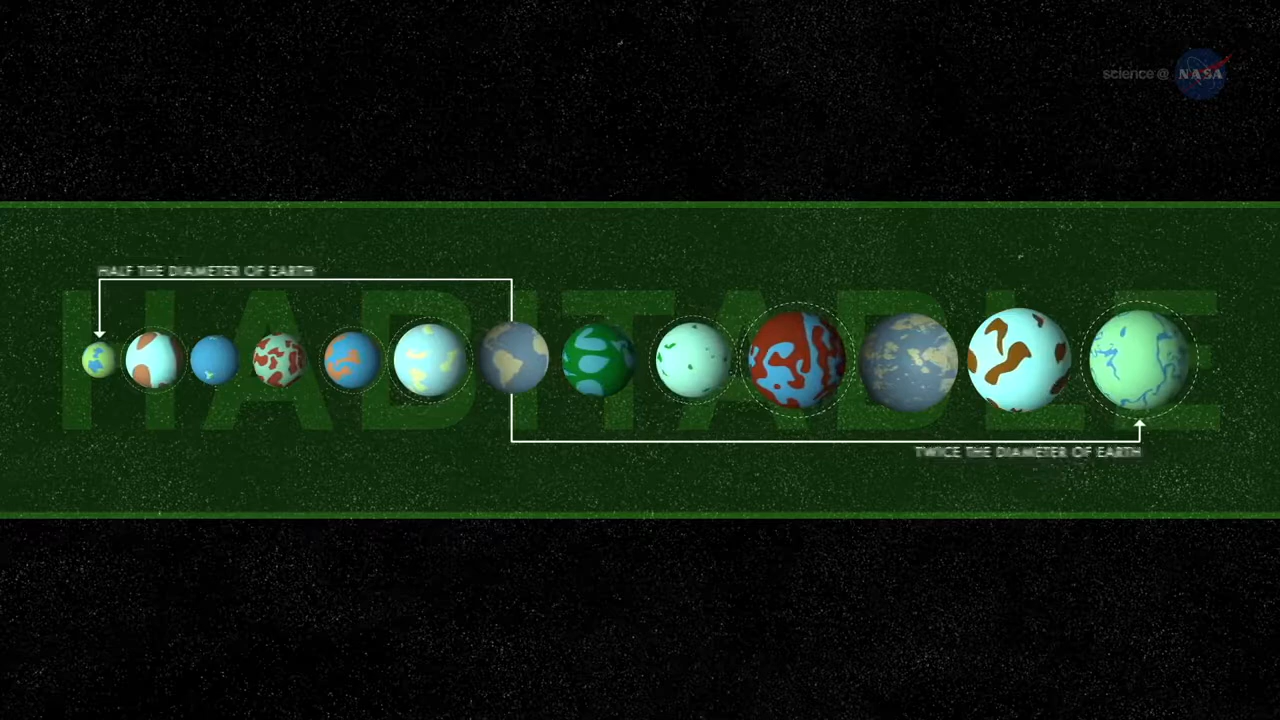 science@ NASA
HALF THE DIAMETER OF EARTH
HABITABLE
TWICE THE DIAMETER OF EARTH